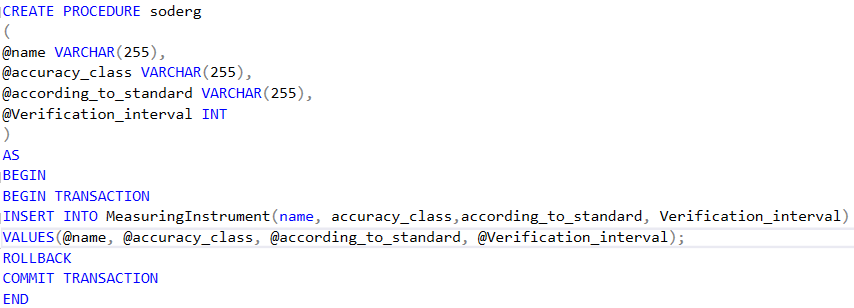 CREATE PROCEDURE soderg
(
@name VARCHAR(255),
@accuracy_class VARCHAR(255),
@according_to_standard VARCHAR(255),
@Verification_interval INT
)
AS
BEGIN
BEGIN TRANSACTION
INSERT INTO MeasuringInstrument(name, accuracy_class,according_to_standard, Verification_interval)
VALUES(@name, @accuracy_class, @according_to_standard, @Verification_interval);
ROLLBACK
COMMIT TRANSACTION
END